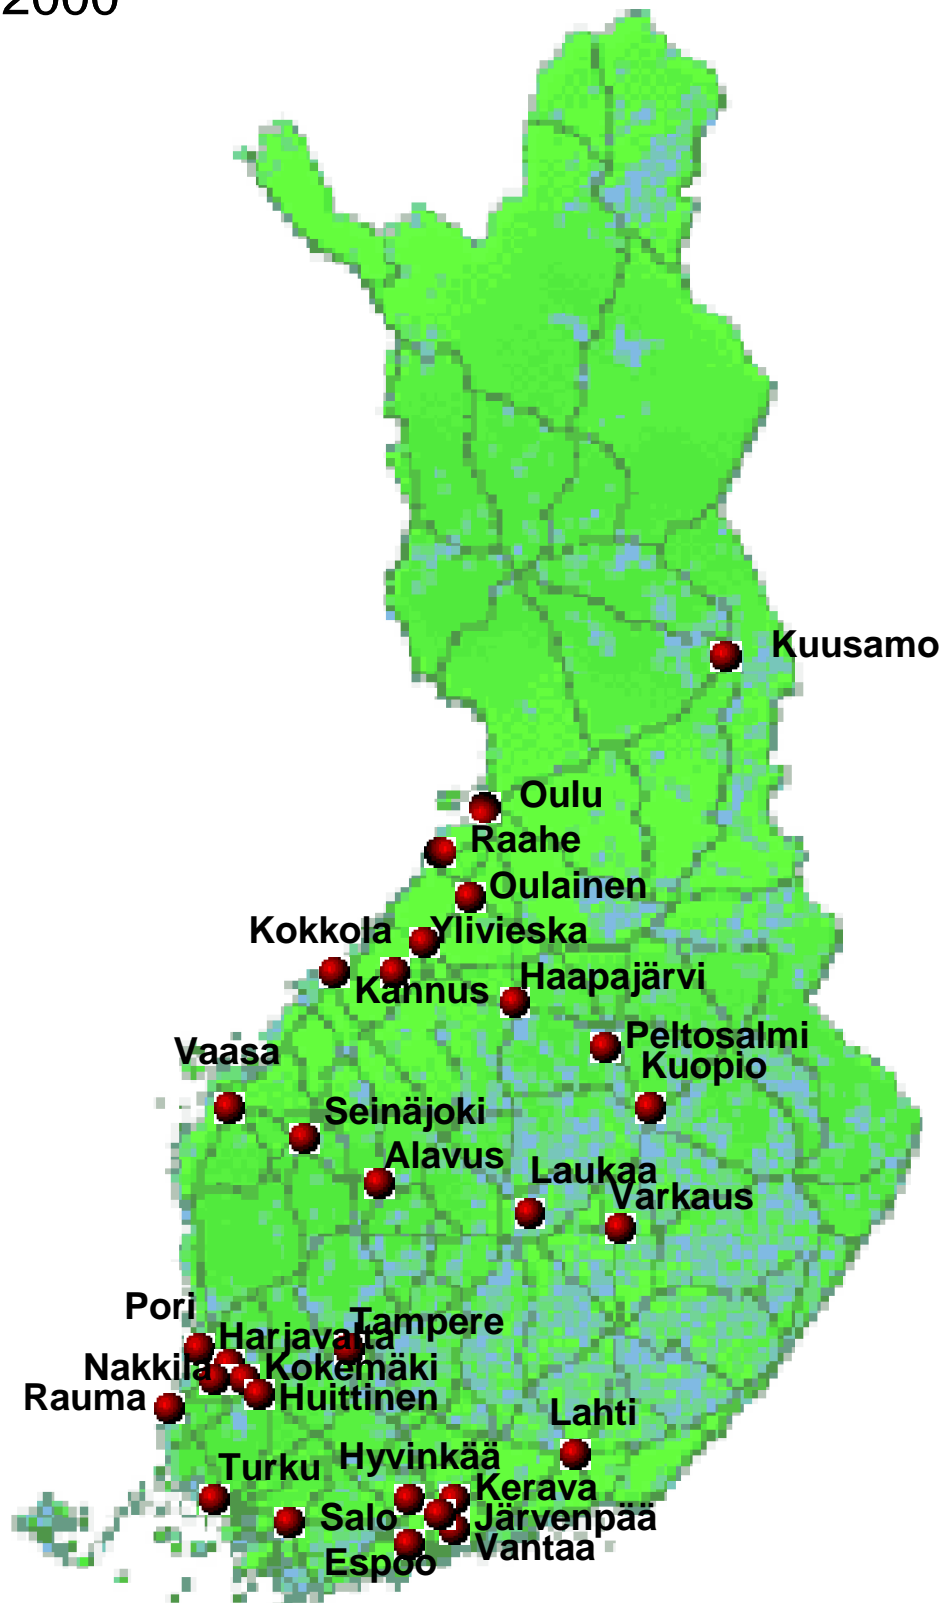 2000
Kuusamo
Oulu
Raahe
Oulainen
Kokkola
Ylivieska
Haapajärvi
Kannus
Peltosalmi
Vaasa
Kuopio
Seinäjoki
Alavus
Laukaa
Varkaus
Pori
Tampere
Harjavalta
Nakkila
Kokemäki
Rauma
Huittinen
Lahti
Hyvinkää
Turku
Kerava
Salo
Järvenpää
Vantaa
Espoo